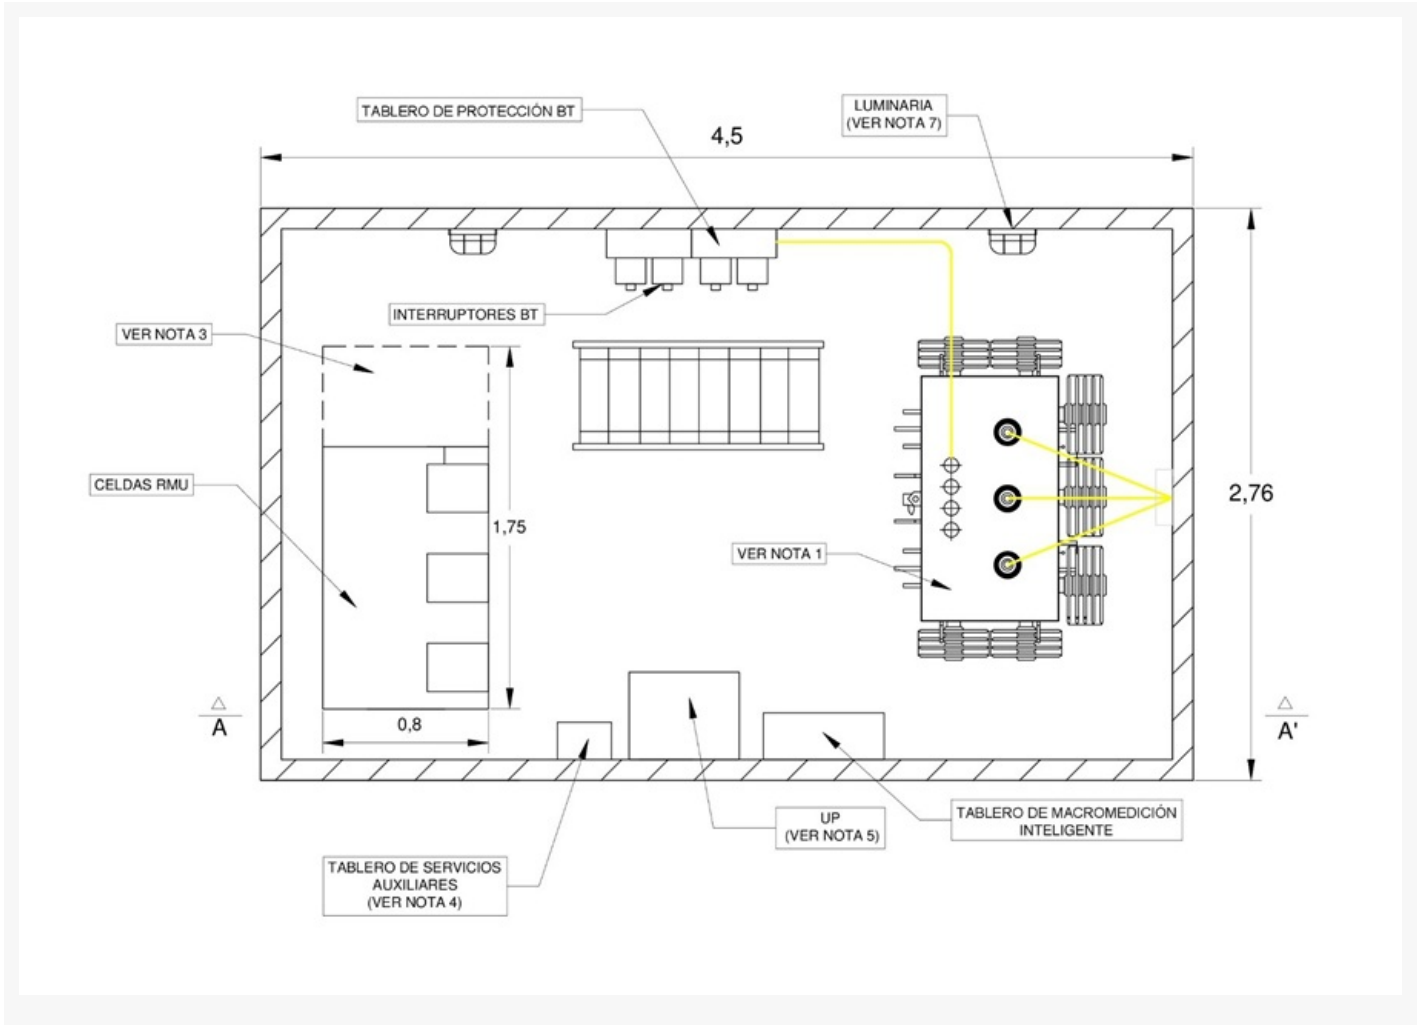 TABLERO DE PROTECCIÓN BT
LUMINARIA
(VER NOTA 7)
4,5
INTERRUPTORES BT
VER NOTA 3
CELDAS RMU
1,75
2,76
VER NOTA 1
A
0,8
A'
UP
(VER NOTA 5)
TABLERO DE MACROMEDICIÓN
INTELIGENTE
TABLERO DE SERVICIOS
AUXILIARES
(VER NOTA 4)